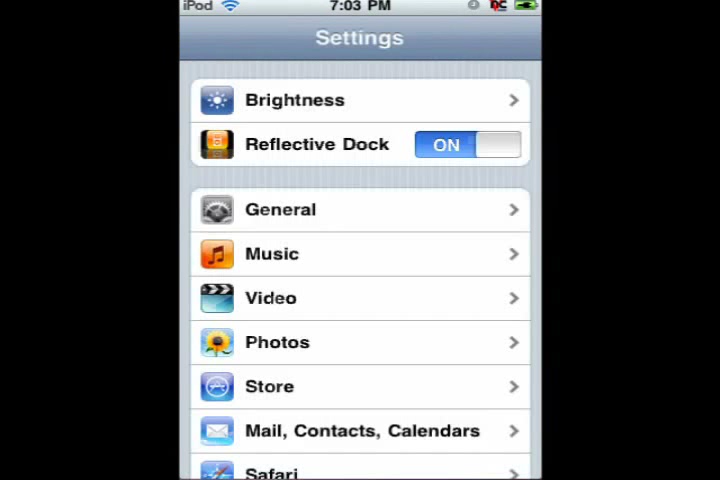 iPod 7:03 PM
Settings
Brightness
Reflective Dock ON
General
Music
Video
Photos
Store
Mail, Contacts, Calendars
Safari